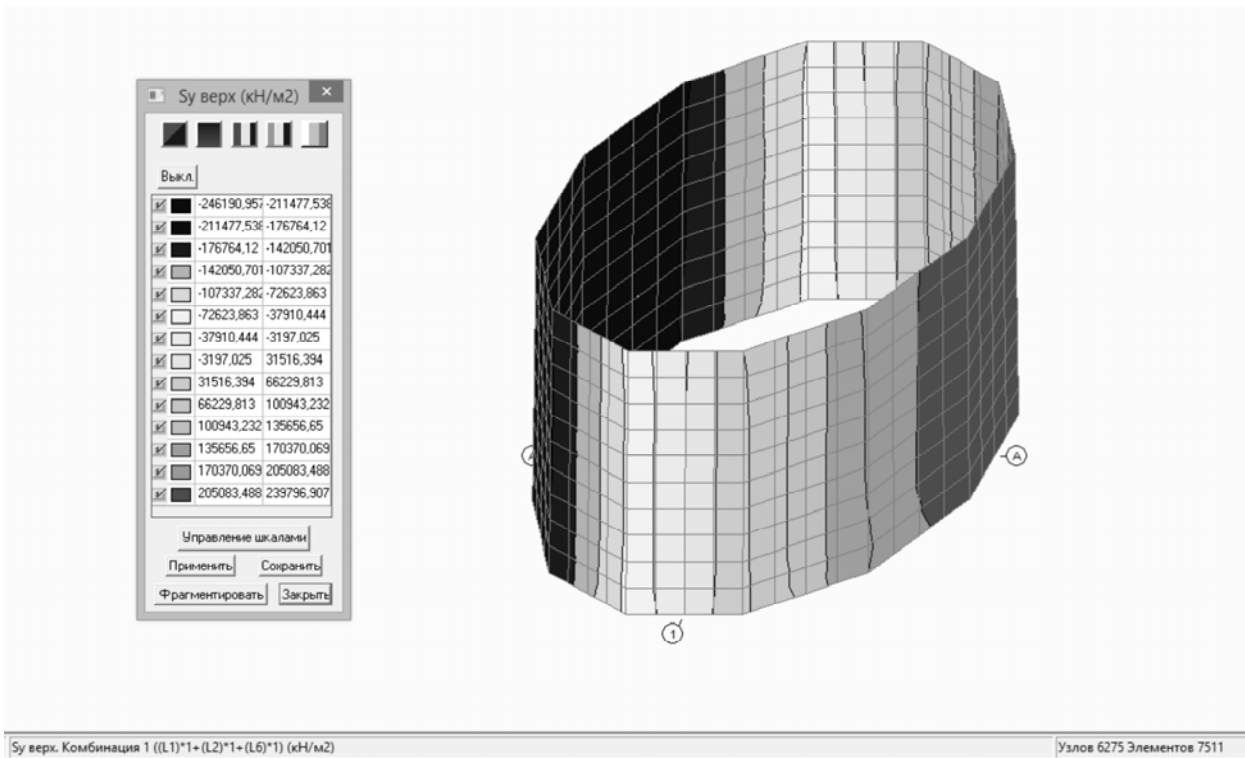 Sy верх (кН/м2)
Выкл.
-246190,957 -211477,538
-211477,538 -176764,12
-176764,12 -142050,701
-142050,701 -107337,282
-107337,282 -72623,863
-72623,863 -37910,444
-37910,444 -3197,025
-3197,025 31516,394
31516,394 66229,813
66229,813 100943,232
100943,232 135656,65
135656,65 170370,069
170370,069 205083,488
205083,488 239796,907
Управление шкалами
Применить Сохранить
Фрагментировать Закрыть
A A
1
Sy верх. Комбинация 1 ((L1)*1+(L2)*1+(L6)*1) (кН/м2) Узлов 6275 Элементов 7511